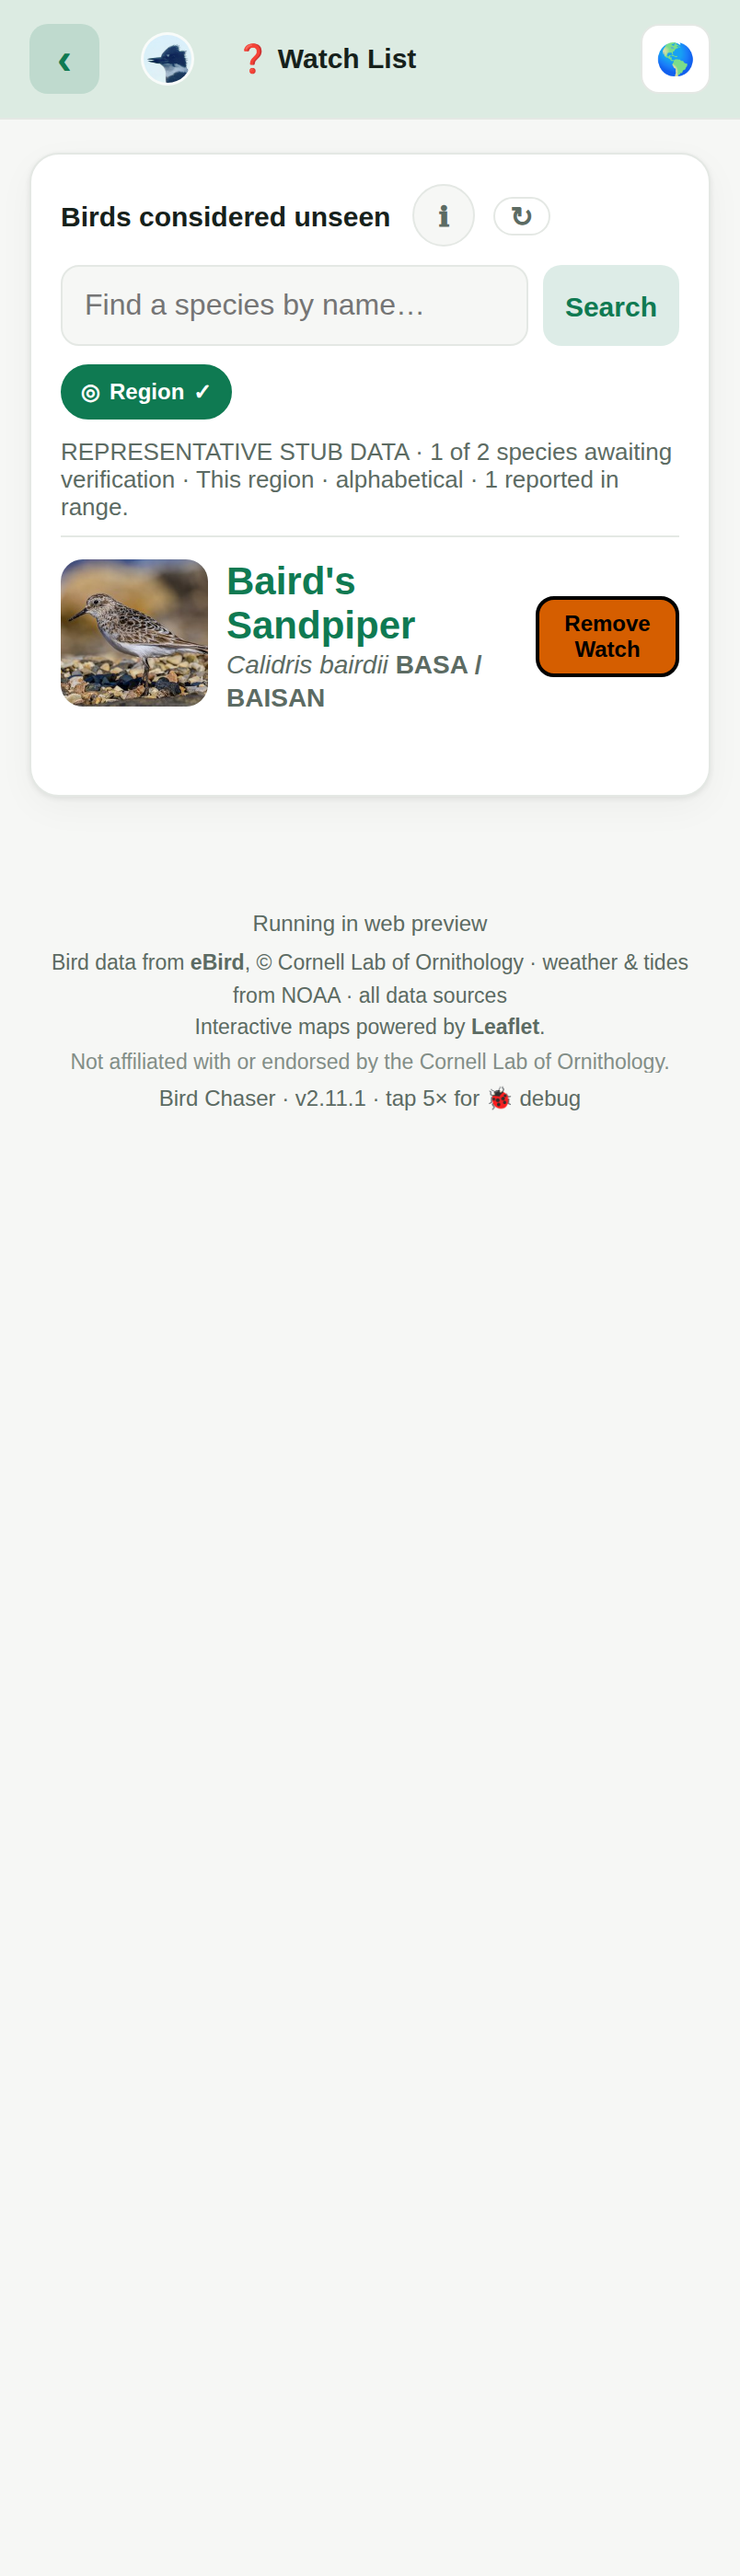 ‹ ❓ Watch List 🌎
Birds considered unseen ℹ ↻
Find a species by name…
Search
◎ Region ✓
REPRESENTATIVE STUB DATA · 1 of 2 species awaiting
verification · This region · alphabetical · 1 reported in
range.
Baird's
Sandpiper
Calidris bairdii BASA /
BAISAN
Remove
Watch
Running in web preview
Bird data from eBird, © Cornell Lab of Ornithology · weather & tides
from NOAA · all data sources
Interactive maps powered by Leaflet.
Not affiliated with or endorsed by the Cornell Lab of Ornithology.
Bird Chaser · v2.11.1 · tap 5× for 🐞 debug